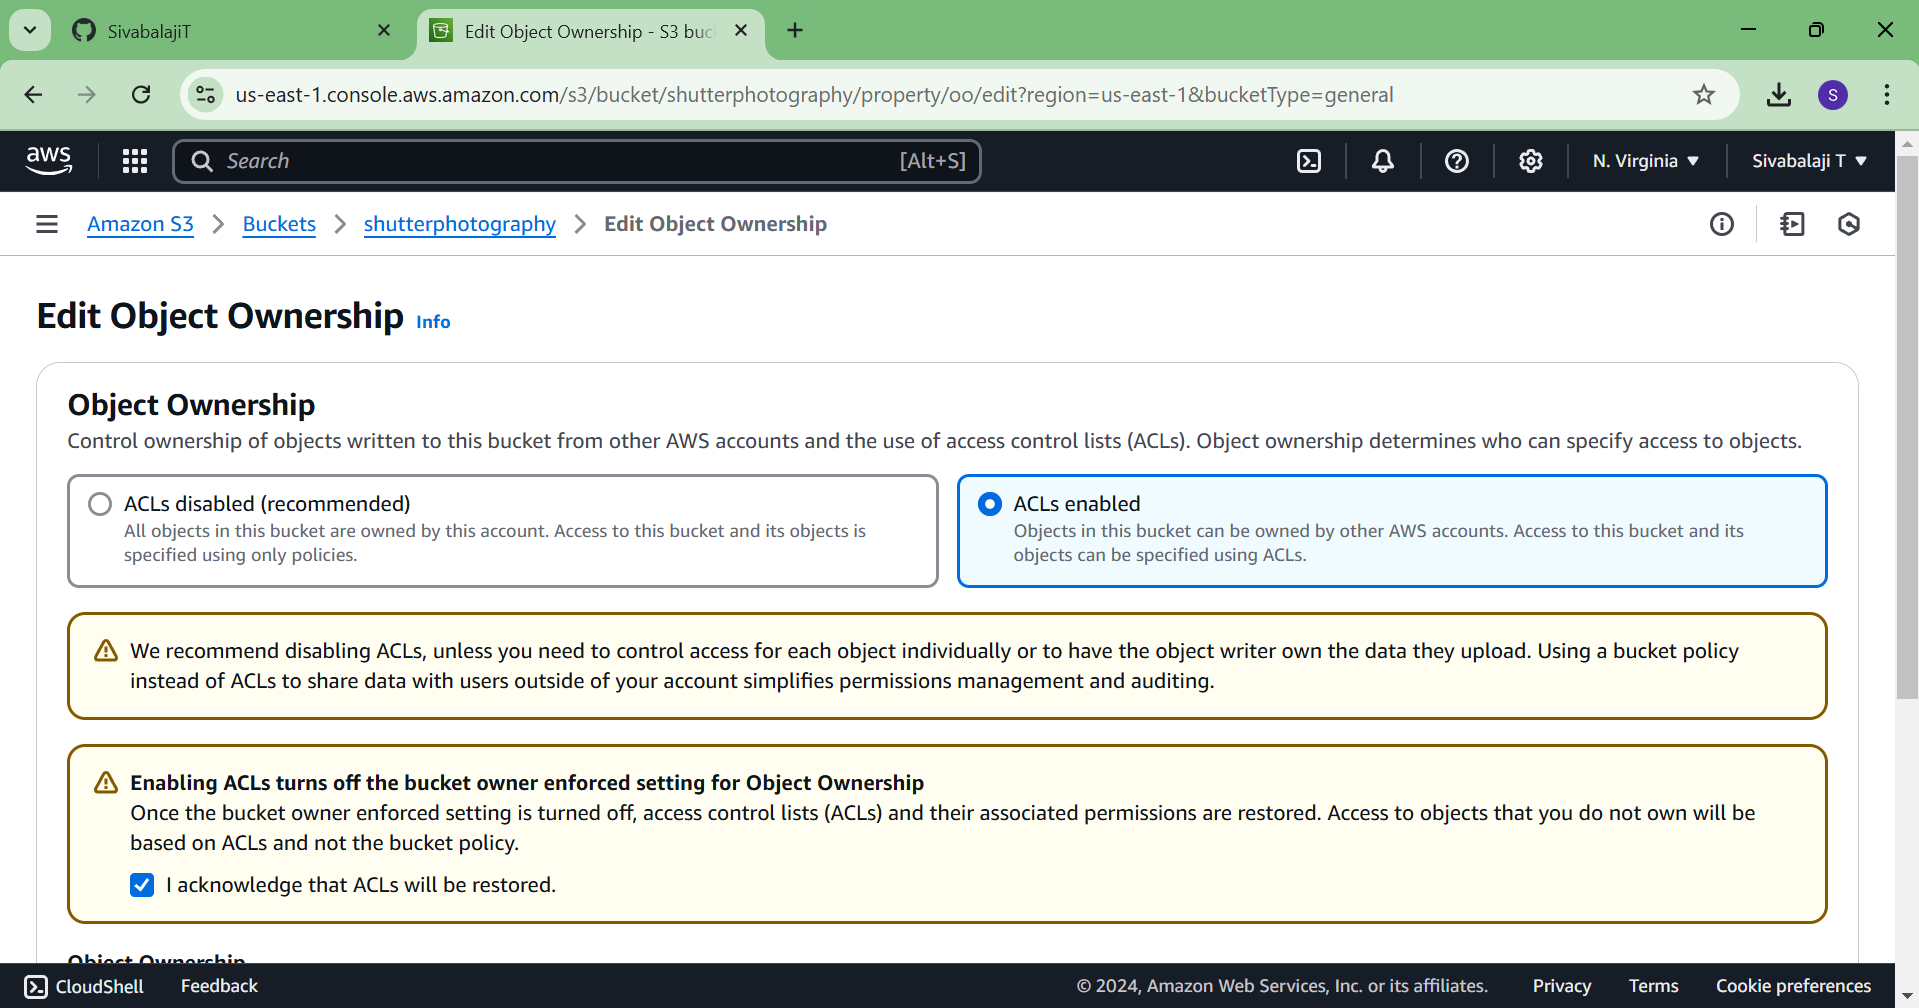 SivabalajiT
Edit Object Ownership - S3 buc
us-east-1.console.aws.amazon.com/s3/bucket/shutterphotography/property/oo/edit?region=us-east-1&bucketType=general
S
aws
Search
[Alt+S]
N. Virginia
Sivabalaji T
Amazon S3
Buckets
shutterphotography
Edit Object Ownership
Edit Object Ownership Info
Object Ownership
Control ownership of objects written to this bucket from other AWS accounts and the use of access control lists (ACLs). Object ownership determines who can specify access to objects.
ACLs disabled (recommended)
All objects in this bucket are owned by this account. Access to this bucket and its objects is
specified using only policies.
ACLs enabled
Objects in this bucket can be owned by other AWS accounts. Access to this bucket and its
objects can be specified using ACLs.
We recommend disabling ACLs, unless you need to control access for each object individually or to have the object writer own the data they upload. Using a bucket policy
instead of ACLs to share data with users outside of your account simplifies permissions management and auditing.
Enabling ACLs turns off the bucket owner enforced setting for Object Ownership
Once the bucket owner enforced setting is turned off, access control lists (ACLs) and their associated permissions are restored. Access to objects that you do not own will be
based on ACLs and not the bucket policy.
I acknowledge that ACLs will be restored.
Object Ownership
CloudShell
Feedback
© 2024, Amazon Web Services, Inc. or its affiliates.
Privacy
Terms
Cookie preferences